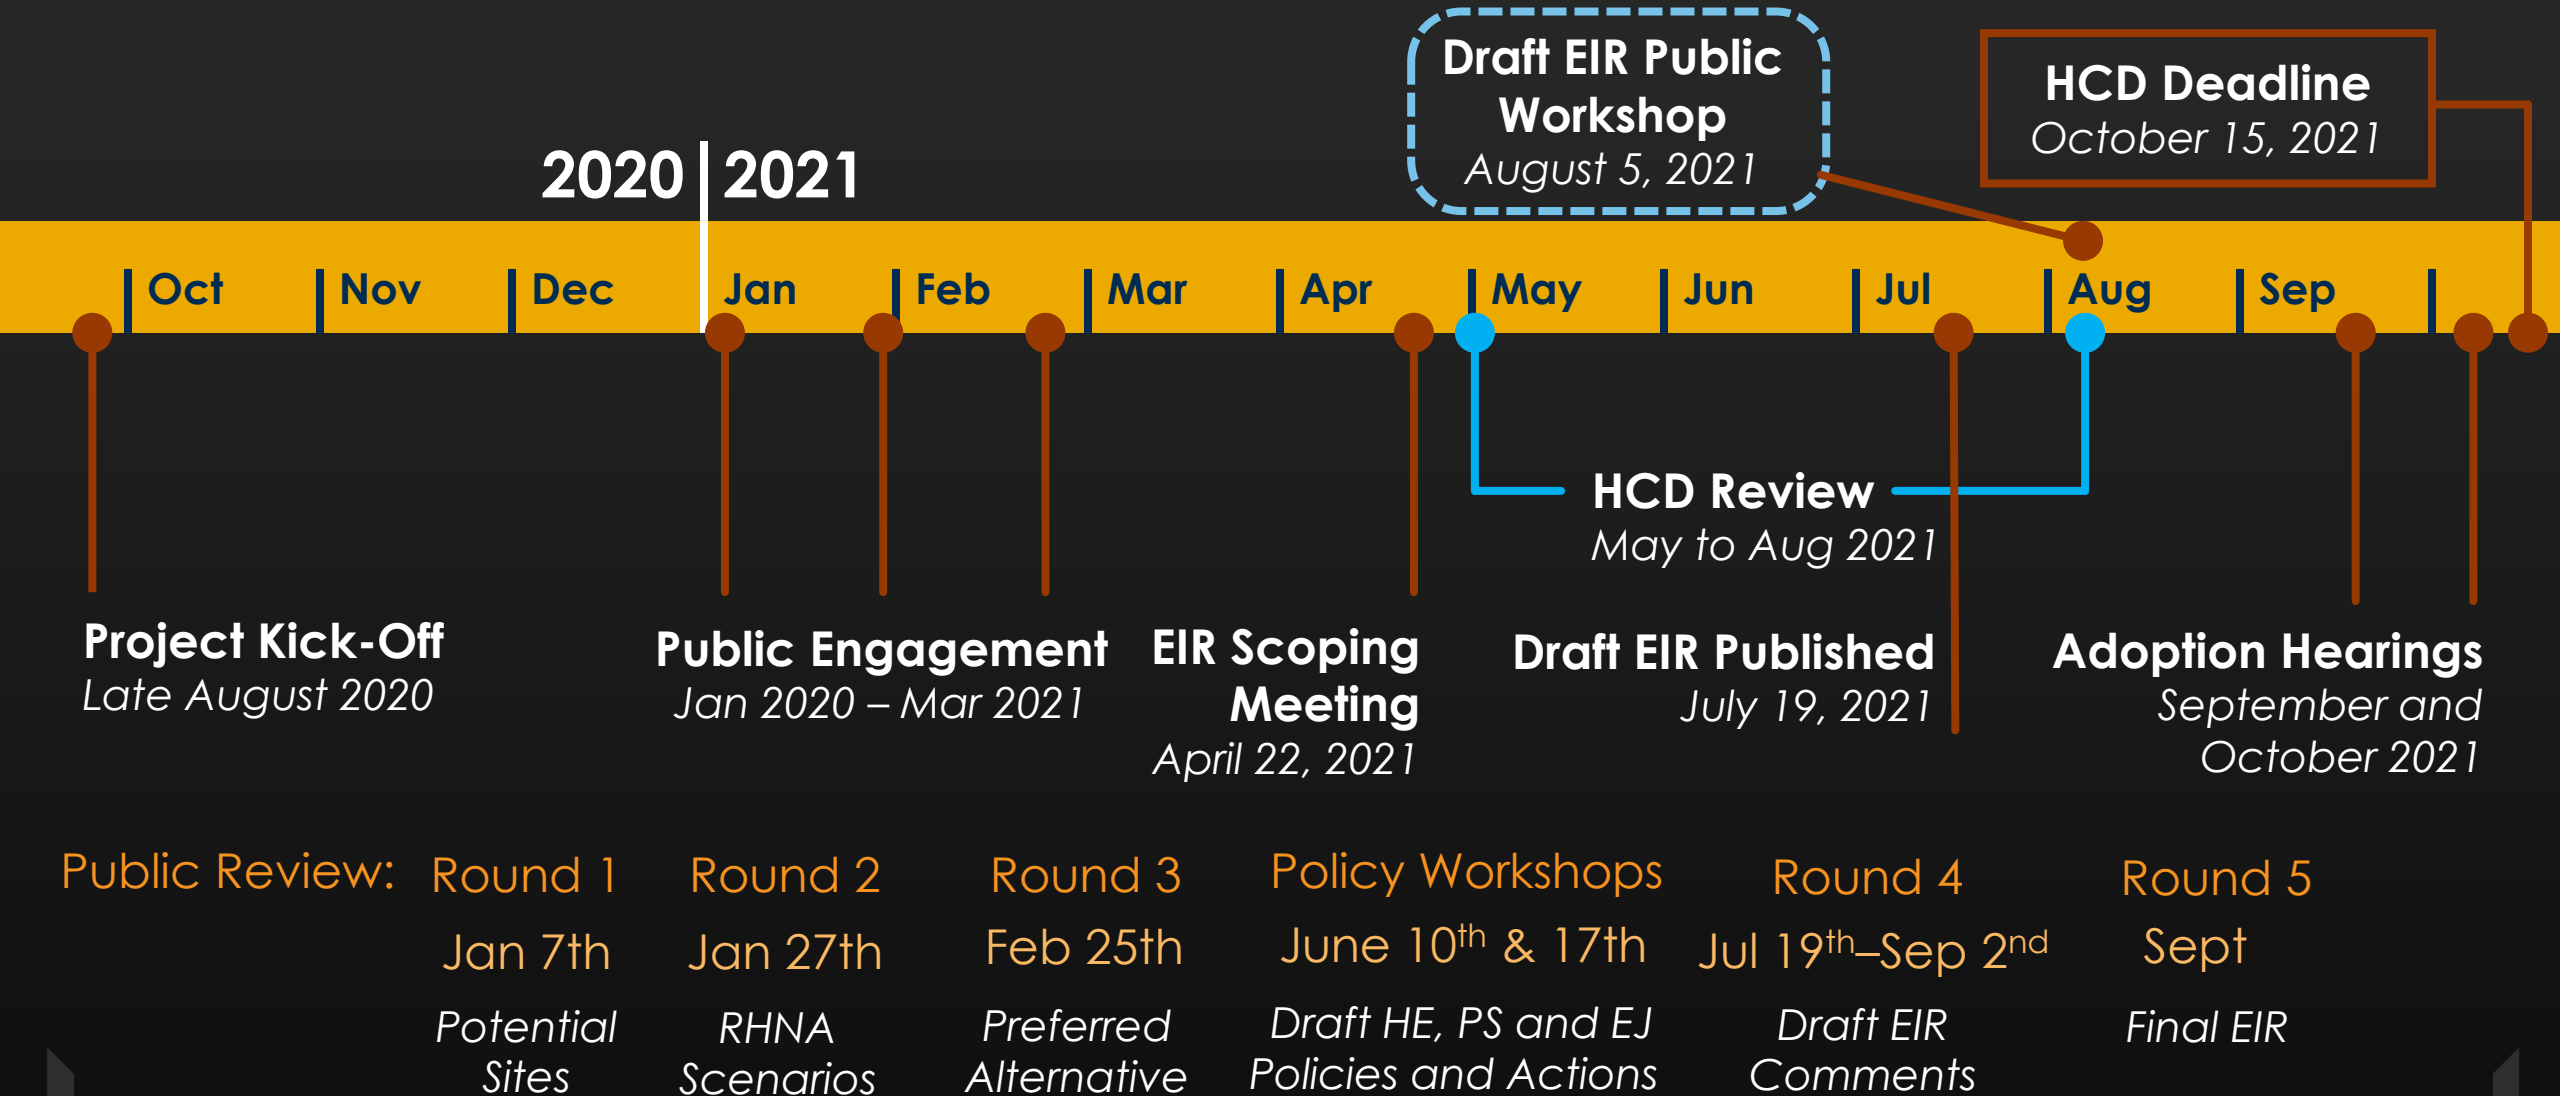 Draft EIR Public
Workshop
August 5, 2021
HCD Deadline
October 15, 2021
2020 2021
Oct Nov Dec Jan Feb Mar Apr May Jun Jul Aug Sep
HCD Review
May to Aug 2021
Project Kick-Off
Late August 2020
Public Engagement
Jan 2020 – Mar 2021
EIR Scoping
Meeting
April 22, 2021
Draft EIR Published
July 19, 2021
Adoption Hearings
September and
October 2021
Public Review:
Round 1
Jan 7th
Potential
Sites
Round 2
Jan 27th
RHNA
Scenarios
Round 3
Feb 25th
Preferred
Alternative
Policy Workshops
June 10th & 17th
Draft HE, PS and EJ
Policies and Actions
Round 4
Jul 19th–Sep 2nd
Draft EIR
Comments
Round 5
Sept
Final EIR